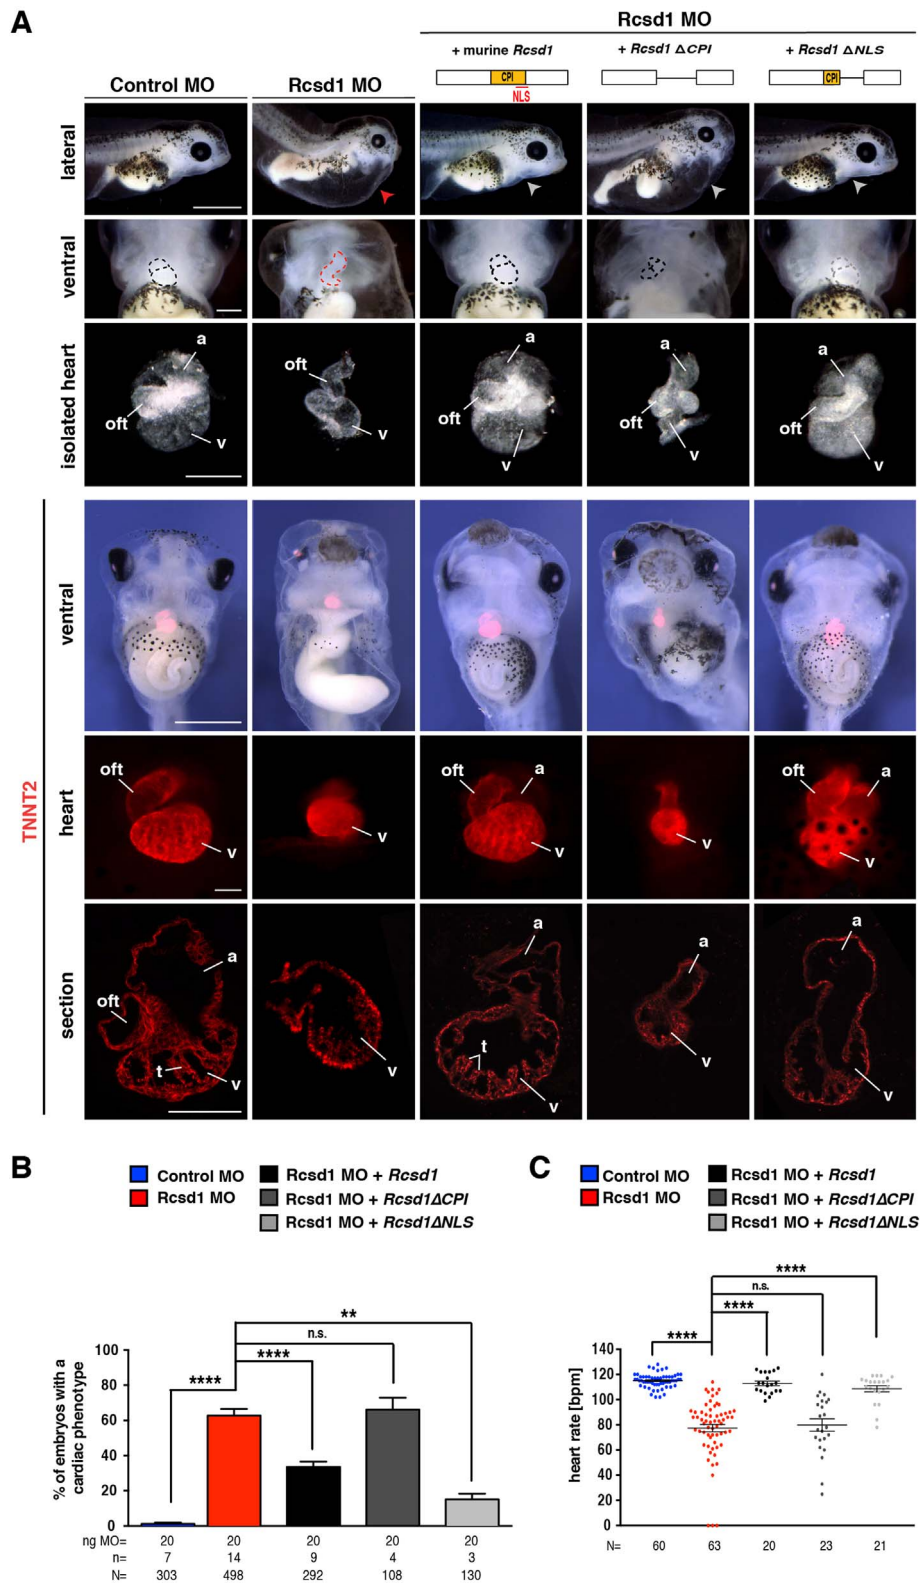 A
Rcsd1 MO
+ murine Rcsd1
+ Rcsd1 ΔCPI
+ Rcsd1 ΔNLS
Control MO
Rcsd1 MO
CPI
CPI
NLS
lateral
ventral
isolated heart
a
oft
v
oft
v
a
oft
v
a
oft
v
a
oft
v
TNNT2
ventral
heart
oft
v
v
oft
a
v
v
oft
a
v
section
a
oft
t
v
v
a
t
v
a
v
a
v
B
Control MO
Rcsd1 MO
Rcsd1 MO + Rcsd1
Rcsd1 MO + Rcsd1ΔCPI
Rcsd1 MO + Rcsd1ΔNLS
% of embryos with a
cardiac phenotype
100
80
60
40
20
0
****
****
n.s.
**
ng MO= 20 20 20 20 20
n= 7 14 9 4 3
N= 303 498 292 108 130
C
Control MO
Rcsd1 MO
Rcsd1 MO + Rcsd1
Rcsd1 MO + Rcsd1ΔCPI
Rcsd1 MO + Rcsd1ΔNLS
heart rate [bpm]
140
120
100
80
60
40
20
0
****
****
n.s.
****
N= 60 63 20 23 21